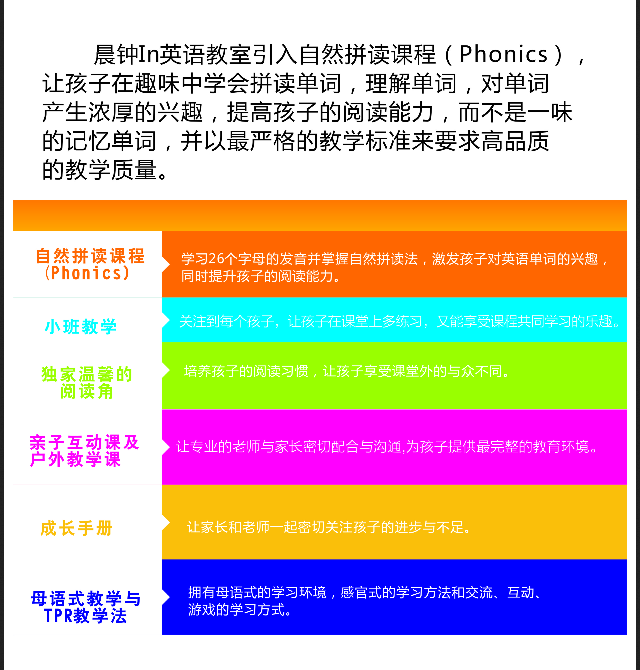 晨钟In英语教室引入自然拼读课程（Phonics），
让孩子在趣味中学会拼读单词，理解单词，对单词
产生浓厚的兴趣，提高孩子的阅读能力，而不是一味
的记忆单词，并以最严格的教学标准来要求高品质
的教学质量。
自然拼读课程
(Phonics)
学习26个字母的发音并掌握自然拼读法，激发孩子对英语单词的兴趣，
同时提升孩子的阅读能力。
小班教学
关注到每个孩子，让孩子在课堂上多练习，又能享受课程共同学习的乐趣。
独家温馨的
阅读角
培养孩子的阅读习惯，让孩子享受课堂外的与众不同。
亲子互动课及
户外教学课
让专业的老师与家长密切配合与沟通,为孩子提供最完整的教育环境。
成长手册
让家长和老师一起密切关注孩子的进步与不足。
母语式教学与
TPR教学法
拥有母语式的学习环境，感官式的学习方法和交流、互动、
游戏的学习方式。